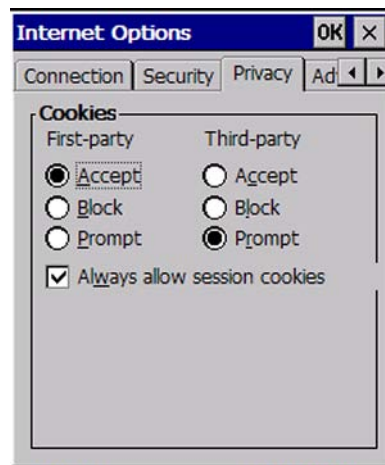 Internet Options OK ×
Connection Security Privacy Ad
Cookies
First-party Third-party
Accept Accept
Block Block
Prompt Prompt
Always allow session cookies